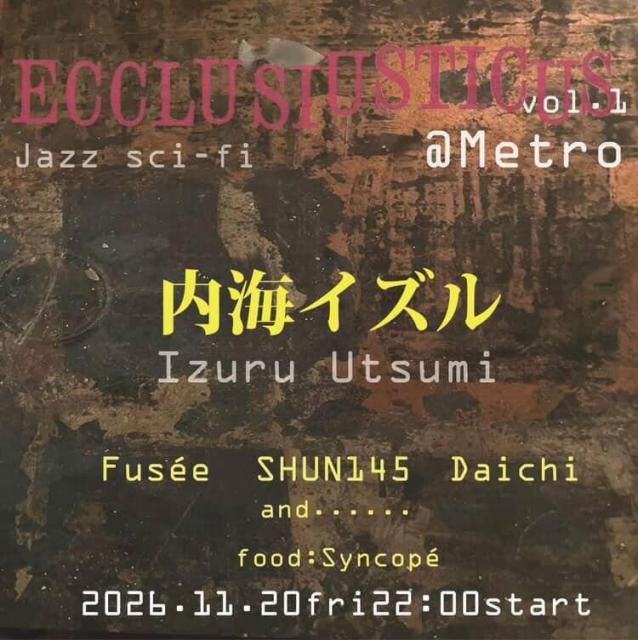 ECCLUSIUSTICUS
vol.1
Jazz sci-fi
@Metro
内海イズル
Izuru Utsumi
Fusée SHUN145 Daichi
and......
food:Syncopé
2026.11.20fri22:00start